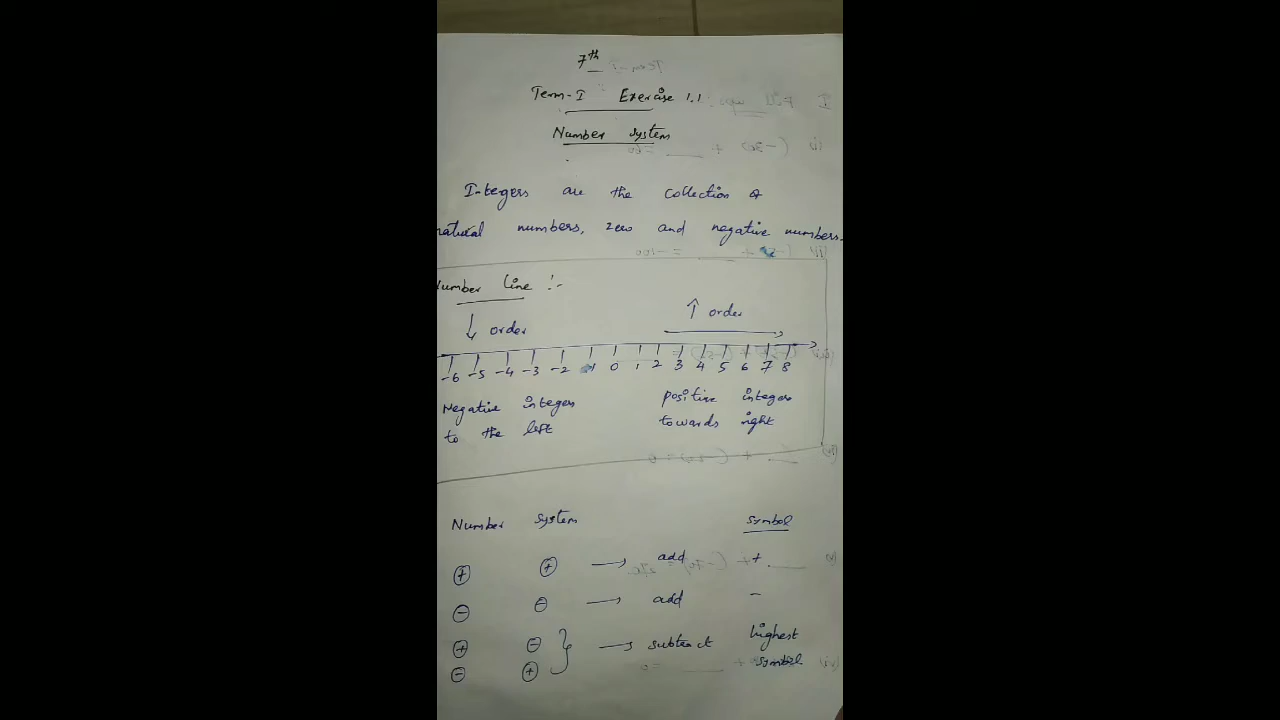 7th
Term-I Exercise 1.1
Number system
Integers are the collection of
natural numbers, zero and negative numbers.
Number line :-
↓ order
↑ order
-6 -5 -4 -3 -2 -1 0 1 2 3 4 5 6 7 8
Negative integers
to the left
positive integers
towards right
Number system symbol
⊕ ⊕ → add +
⊖ ⊖ → add -
⊕ ⊖ } → subtract highest
⊖ ⊕ symbol